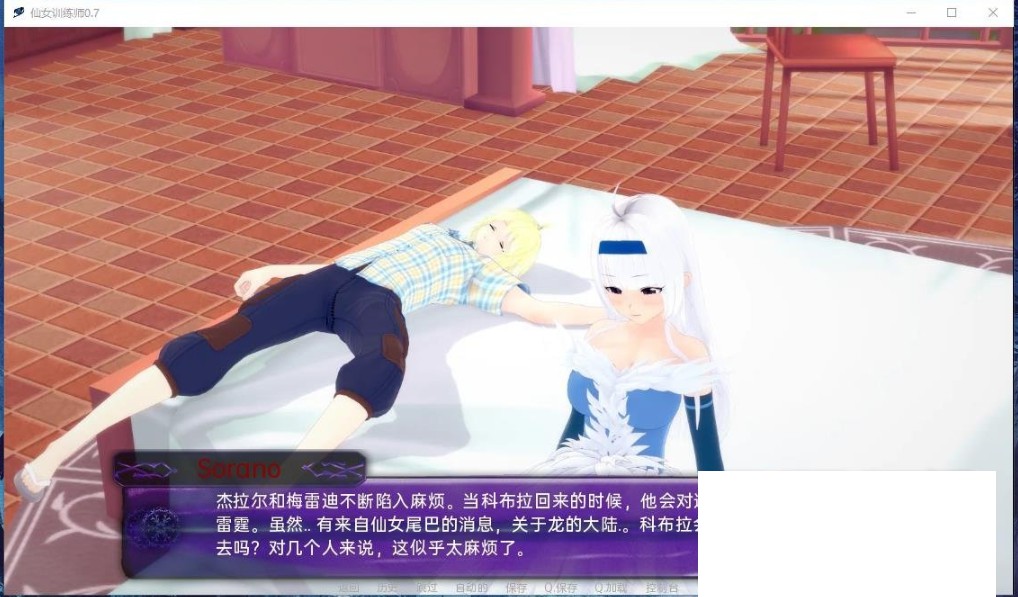 仙女训练师0.7
Sorano
杰拉尔和梅雷迪不断陷入麻烦。当科布拉回来的时候，他会对
雷霆。虽然.. 有来自仙女尾巴的消息，关于龙的大陆.。科布拉
去吗？对几个人来说，这似乎太麻烦了。
返回 历史 跳过 自动的 保存 Q.保存 Q.加载 控制台